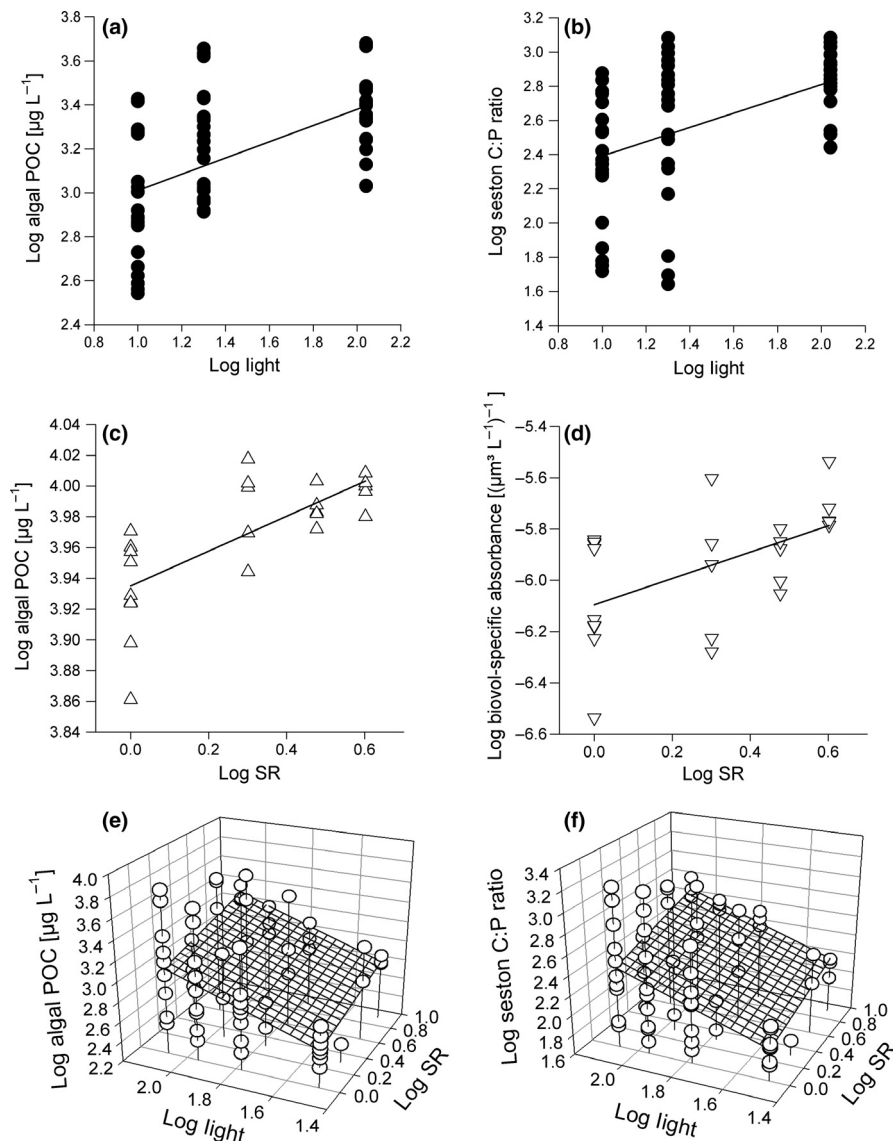 (a)
Log algal POC [µg L−1]
3.8
3.6
3.4
3.2
3.0
2.8
2.6
2.4
0.8 1.0 1.2 1.4 1.6 1.8 2.0 2.2
Log light
(b)
Log seston C:P ratio
3.2
3.0
2.8
2.6
2.4
2.2
2.0
1.8
1.6
1.4
0.8 1.0 1.2 1.4 1.6 1.8 2.0 2.2
Log light
(c)
Log algal POC [µg L−1]
4.04
4.02
4.00
3.98
3.96
3.94
3.92
3.90
3.88
3.86
3.84
0.0 0.2 0.4 0.6
Log SR
(d)
Log biovol-specific absorbance [(µm³ L−1)−1 ]
−5.4
−5.6
−5.8
−6.0
−6.2
−6.4
−6.6
0.0 0.2 0.4 0.6
Log SR
(e)
Log algal POC [µg L−1]
4.0
3.8
3.6
3.4
3.2
3.0
2.8
2.6
2.4
2.2
2.0 1.8 1.6 1.4
Log light
0.0 0.2 0.4 0.6 0.8 1.0
Log SR
(f)
Log seston C:P ratio
3.4
3.2
3.0
2.8
2.6
2.4
2.2
2.0
1.8
1.6
2.0 1.8 1.6 1.4
Log light
0.0 0.2 0.4 0.6 0.8 1.0
Log SR